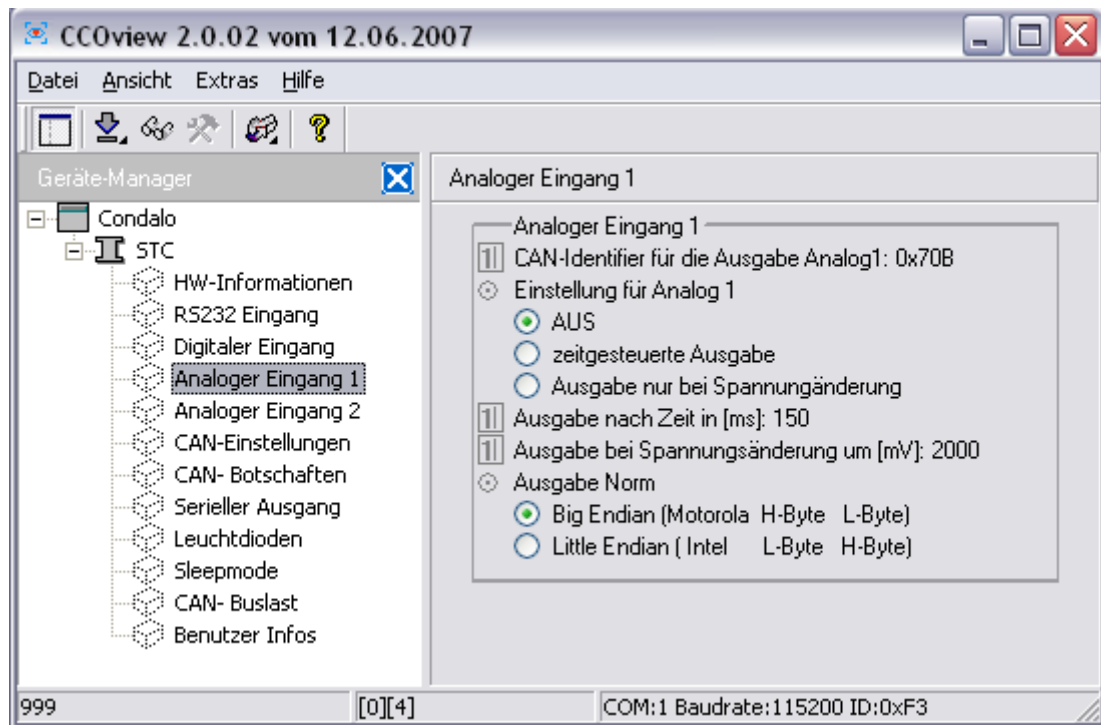 CCOview 2.0.02 vom 12.06.2007
Datei Ansicht Extras Hilfe
Geräte-Manager
Condalo
STC
HW-Informationen
RS232 Eingang
Digitaler Eingang
Analoger Eingang 1
Analoger Eingang 2
CAN-Einstellungen
CAN- Botschaften
Serieller Ausgang
Leuchtdioden
Sleepmode
CAN- Buslast
Benutzer Infos
Analoger Eingang 1
Analoger Eingang 1
CAN-Identifier für die Ausgabe Analog1: 0x70B
Einstellung für Analog 1
AUS
zeitgesteuerte Ausgabe
Ausgabe nur bei Spannungänderung
Ausgabe nach Zeit in [ms]: 150
Ausgabe bei Spannungsänderung um [mV]: 2000
Ausgabe Norm
Big Endian (Motorola H-Byte L-Byte)
Little Endian ( Intel L-Byte H-Byte)
999 [0][4] COM:1 Baudrate:115200 ID:0xF3